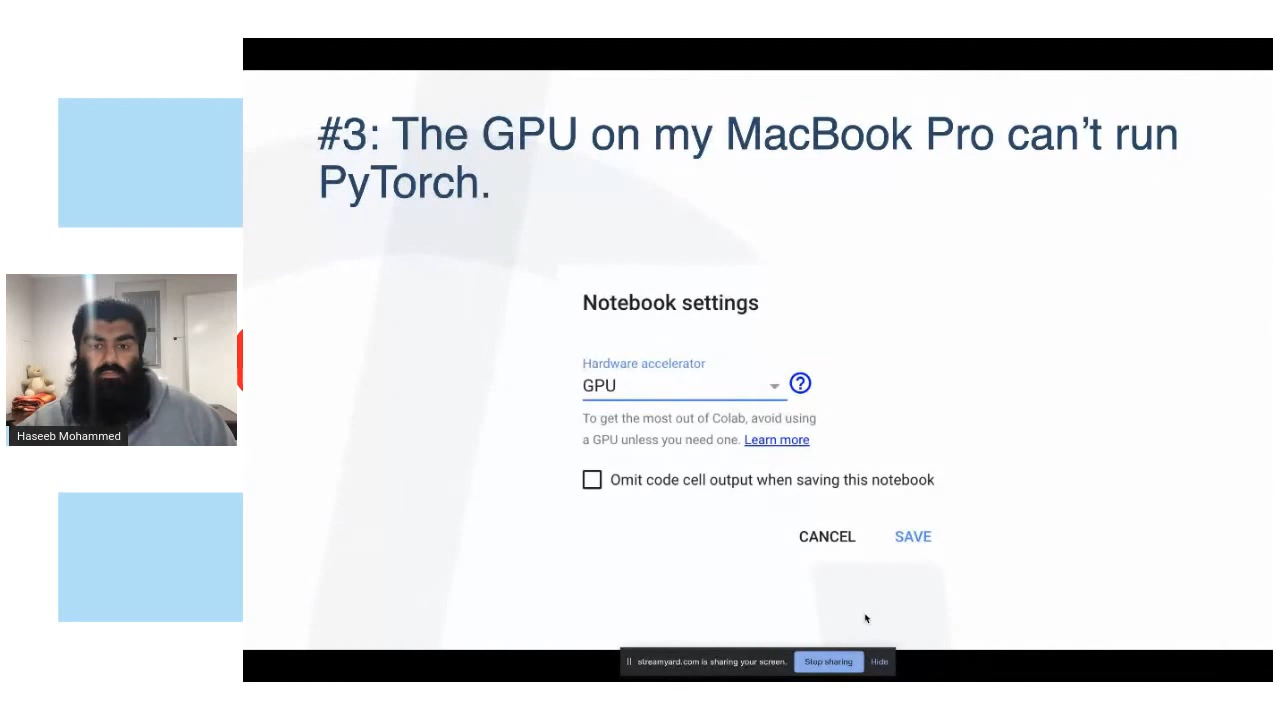 #3: The GPU on my MacBook Pro can’t run
PyTorch.
Notebook settings
Hardware accelerator
GPU
To get the most out of Colab, avoid using
a GPU unless you need one. Learn more
Omit code cell output when saving this notebook
CANCEL SAVE
Haseeb Mohammed
streamyard.com is sharing your screen. Stop sharing Hide